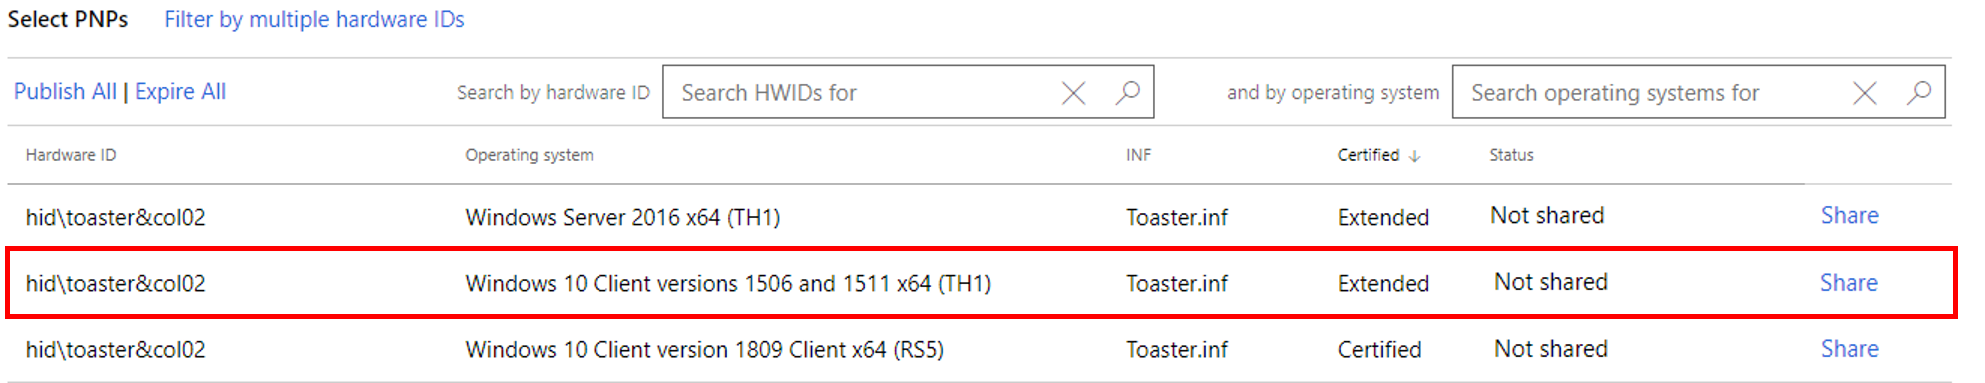 Select PNPs Filter by multiple hardware IDs
Publish All | Expire All Search by hardware ID Search HWIDs for and by operating system Search operating systems for
Hardware ID Operating system INF Certified ↓ Status
hid\toaster&col02 Windows Server 2016 x64 (TH1) Toaster.inf Extended Not shared Share
hid\toaster&col02 Windows 10 Client versions 1506 and 1511 x64 (TH1) Toaster.inf Extended Not shared Share
hid\toaster&col02 Windows 10 Client version 1809 Client x64 (RS5) Toaster.inf Certified Not shared Share